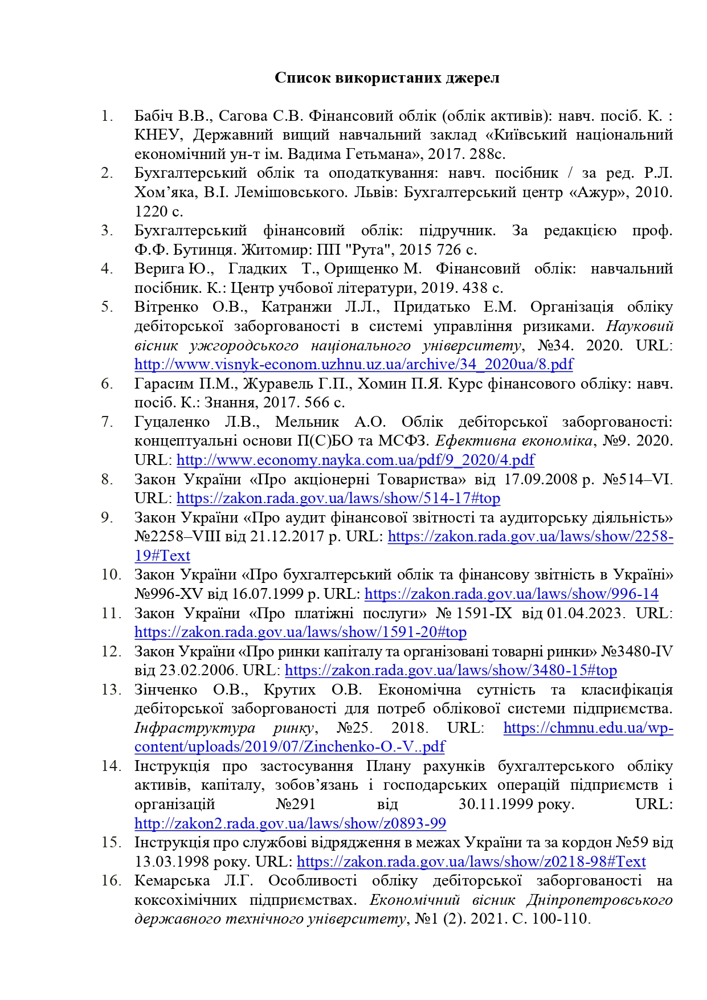 Список використаних джерел
1. Бабіч В.В., Сагова С.В. Фінансовий облік (облік активів): навч. посіб. К. :
КНЕУ, Державний вищий навчальний заклад «Київський національний
економічний ун-т ім. Вадима Гетьмана», 2017. 288с.
2. Бухгалтерський облік та оподаткування: навч. посібник / за ред. Р.Л.
Хом’яка, В.І. Лемішовського. Львів: Бухгалтерський центр «Ажур», 2010.
1220 с.
3. Бухгалтерський фінансовий облік: підручник. За редакцією проф.
Ф.Ф. Бутинця. Житомир: ПП "Рута", 2015 726 с.
4. Верига Ю., Гладких Т., Орищенко М. Фінансовий облік: навчальний
посібник. К.: Центр учбової літератури, 2019. 438 с.
5. Вітренко О.В., Катранжи Л.Л., Придатько Е.М. Організація обліку
дебіторської заборгованості в системі управління ризиками. Науковий
вісник ужгородського національного університету, №34. 2020. URL:
http://www.visnyk-econom.uzhnu.uz.ua/archive/34_2020ua/8.pdf
6. Гарасим П.М., Журавель Г.П., Хомин П.Я. Курс фінансового обліку: навч.
посіб. К.: Знання, 2017. 566 с.
7. Гуцаленко Л.В., Мельник А.О. Облік дебіторської заборгованості:
концептуальні основи П(С)БО та МСФЗ. Ефективна економіка, №9. 2020.
URL: http://www.economy.nayka.com.ua/pdf/9_2020/4.pdf
8. Закон України «Про акціонерні Товариства» від 17.09.2008 р. №514–VI.
URL: https://zakon.rada.gov.ua/laws/show/514-17#top
9. Закон України «Про аудит фінансової звітності та аудиторську діяльність»
№2258–VIII від 21.12.2017 р. URL: https://zakon.rada.gov.ua/laws/show/2258-
19#Text
10. Закон України «Про бухгалтерський облік та фінансову звітність в Україні»
№996-XV від 16.07.1999 р. URL: https://zakon.rada.gov.ua/laws/show/996-14
11. Закон України «Про платіжні послуги» № 1591-IX від 01.04.2023. URL:
https://zakon.rada.gov.ua/laws/show/1591-20#top
12. Закон України «Про ринки капіталу та організовані товарні ринки» №3480-IV
від 23.02.2006. URL: https://zakon.rada.gov.ua/laws/show/3480-15#top
13. Зінченко О.В., Крутих О.В. Економічна сутність та класифікація
дебіторської заборгованості для потреб облікової системи підприємства.
Інфраструктура ринку, №25. 2018. URL: https://chmnu.edu.ua/wp-
content/uploads/2019/07/Zinchenko-O.-V..pdf
14. Інструкція про застосування Плану рахунків бухгалтерського обліку
активів, капіталу, зобов’язань і господарських операцій підприємств і
організацій №291 від 30.11.1999 року. URL:
http://zakon2.rada.gov.ua/laws/show/z0893-99
15. Інструкція про службові відрядження в межах України та за кордон №59 від
13.03.1998 року. URL: https://zakon.rada.gov.ua/laws/show/z0218-98#Text
16. Кемарська Л.Г. Особливості обліку дебіторської заборгованості на
коксохімічних підприємствах. Економічний вісник Дніпропетровського
державного технічного університету, №1 (2). 2021. С. 100-110.